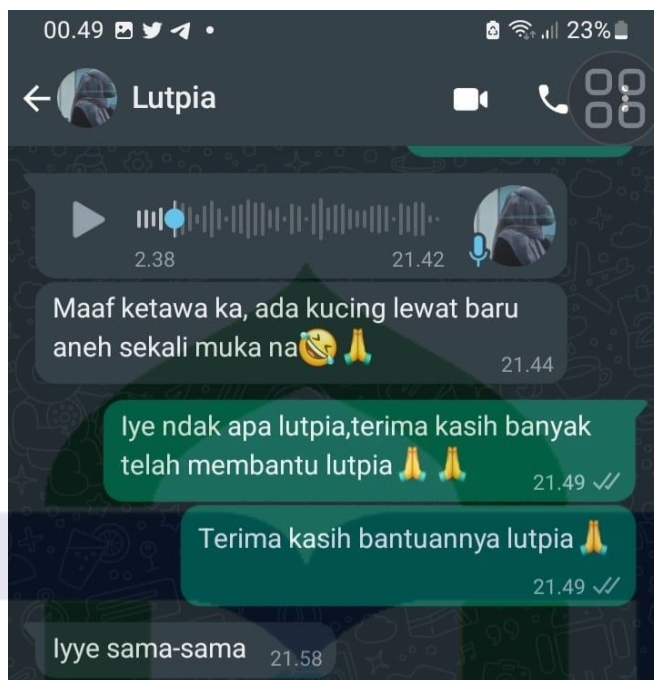 00.49 23%
Lutpia
2.38 21.42
Maaf ketawa ka, ada kucing lewat baru
aneh sekali muka na🤣🙏
21.44
Iye ndak apa lutpia,terima kasih banyak
telah membantu lutpia🙏🙏
21.49
Terima kasih bantuannya lutpia🙏
21.49
Iyye sama-sama 21.58